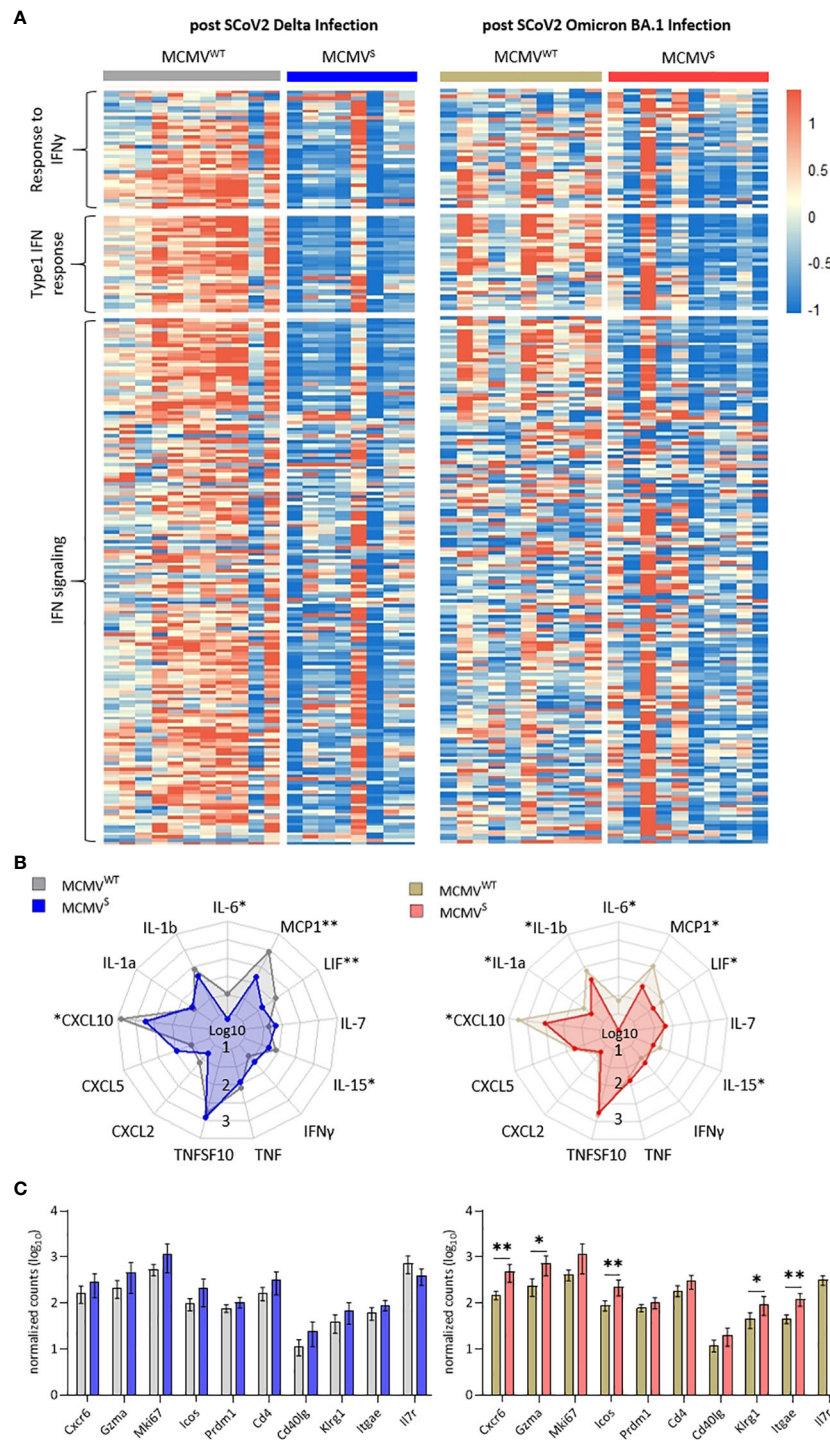 A
post SCoV2 Delta Infection
post SCoV2 Omicron BA.1 Infection
MCMVWT
MCMVS
MCMVWT
MCMVS
Response to
IFNγ
Type1 IFN
response
IFN signaling
1
0.5
0
-0.5
-1
B
MCMVWT
MCMVS
IL-6*
MCP1**
LIF**
IL-7
IL-15*
IFNγ
TNF
TNFSF10
CXCL2
CXCL5
*CXCL10
IL-1a
IL-1b
Log10
1
2
3
MCMVWT
MCMVS
IL-6*
MCP1*
LIF*
IL-7
IL-15*
IFNγ
TNF
TNFSF10
CXCL2
CXCL5
*CXCL10
*IL-1a
*IL-1b
Log10
1
2
3
C
normalized counts (log10)
4
3
2
1
0
Cxcr6
Gzma
Mki67
Icos
Prdm1
Cd4
Cd40lg
Klrg1
Itgae
Il7r
normalized counts (log10)
4
3
2
1
0
** * ** * **
Cxcr6
Gzma
Mki67
Icos
Prdm1
Cd4
Cd40lg
Klrg1
Itgae
Il7r